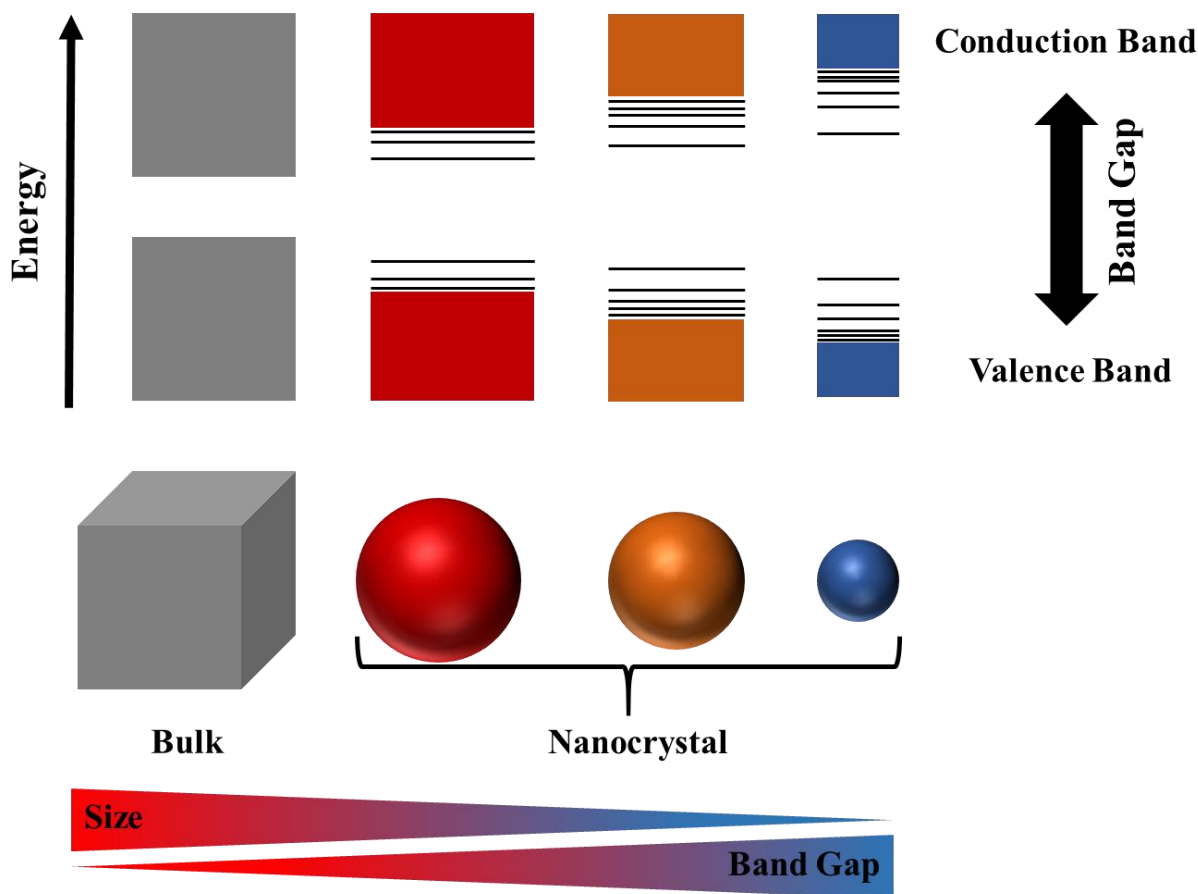 Conduction Band
Energy
Band Gap
Valence Band
Bulk
Nanocrystal
Size
Band Gap